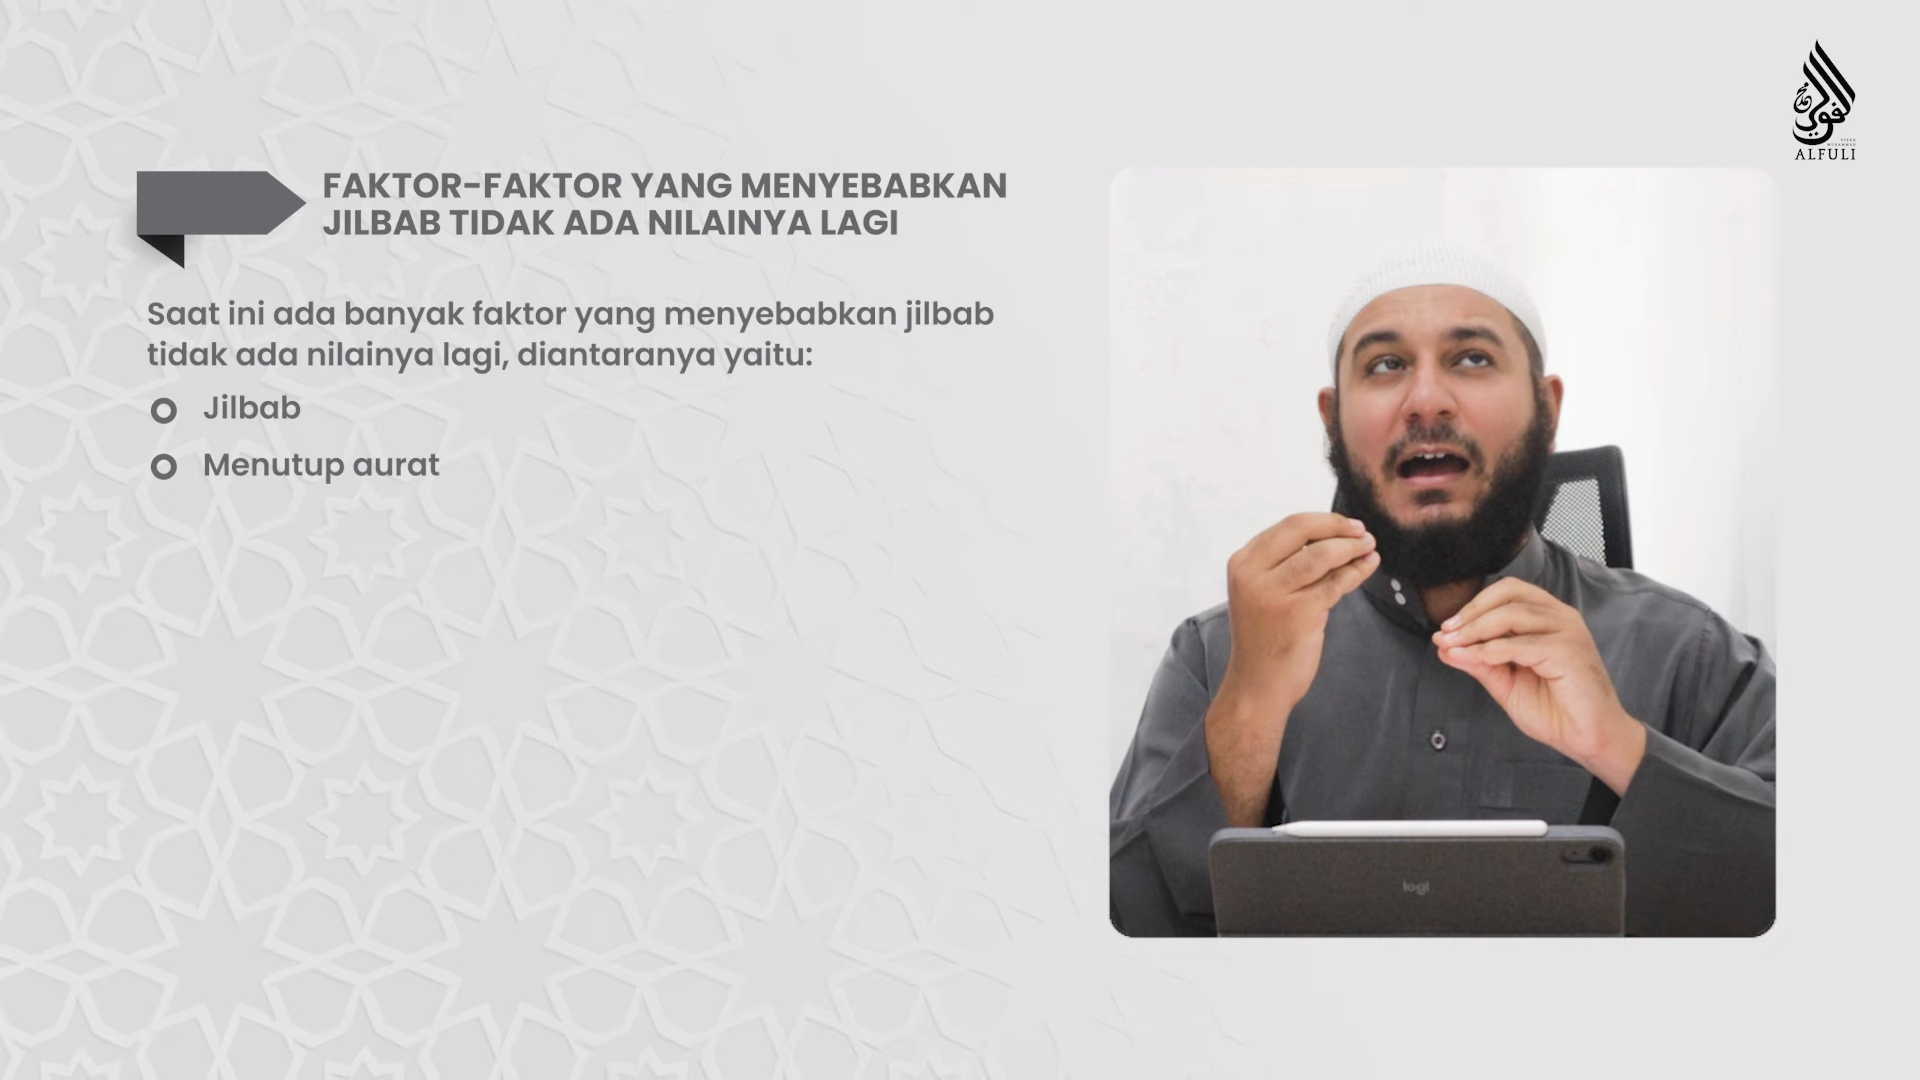 FAKTOR-FAKTOR YANG MENYEBABKAN
JILBAB TIDAK ADA NILAINYA LAGI
Saat ini ada banyak faktor yang menyebabkan jilbab
tidak ada nilainya lagi, diantaranya yaitu:
Jilbab
Menutup aurat
ALFULI
logi